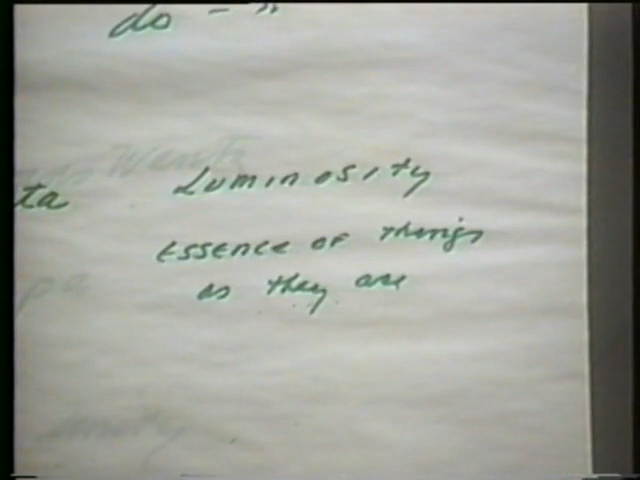 do - "
ta
Luminosity
Essence of things
as they are